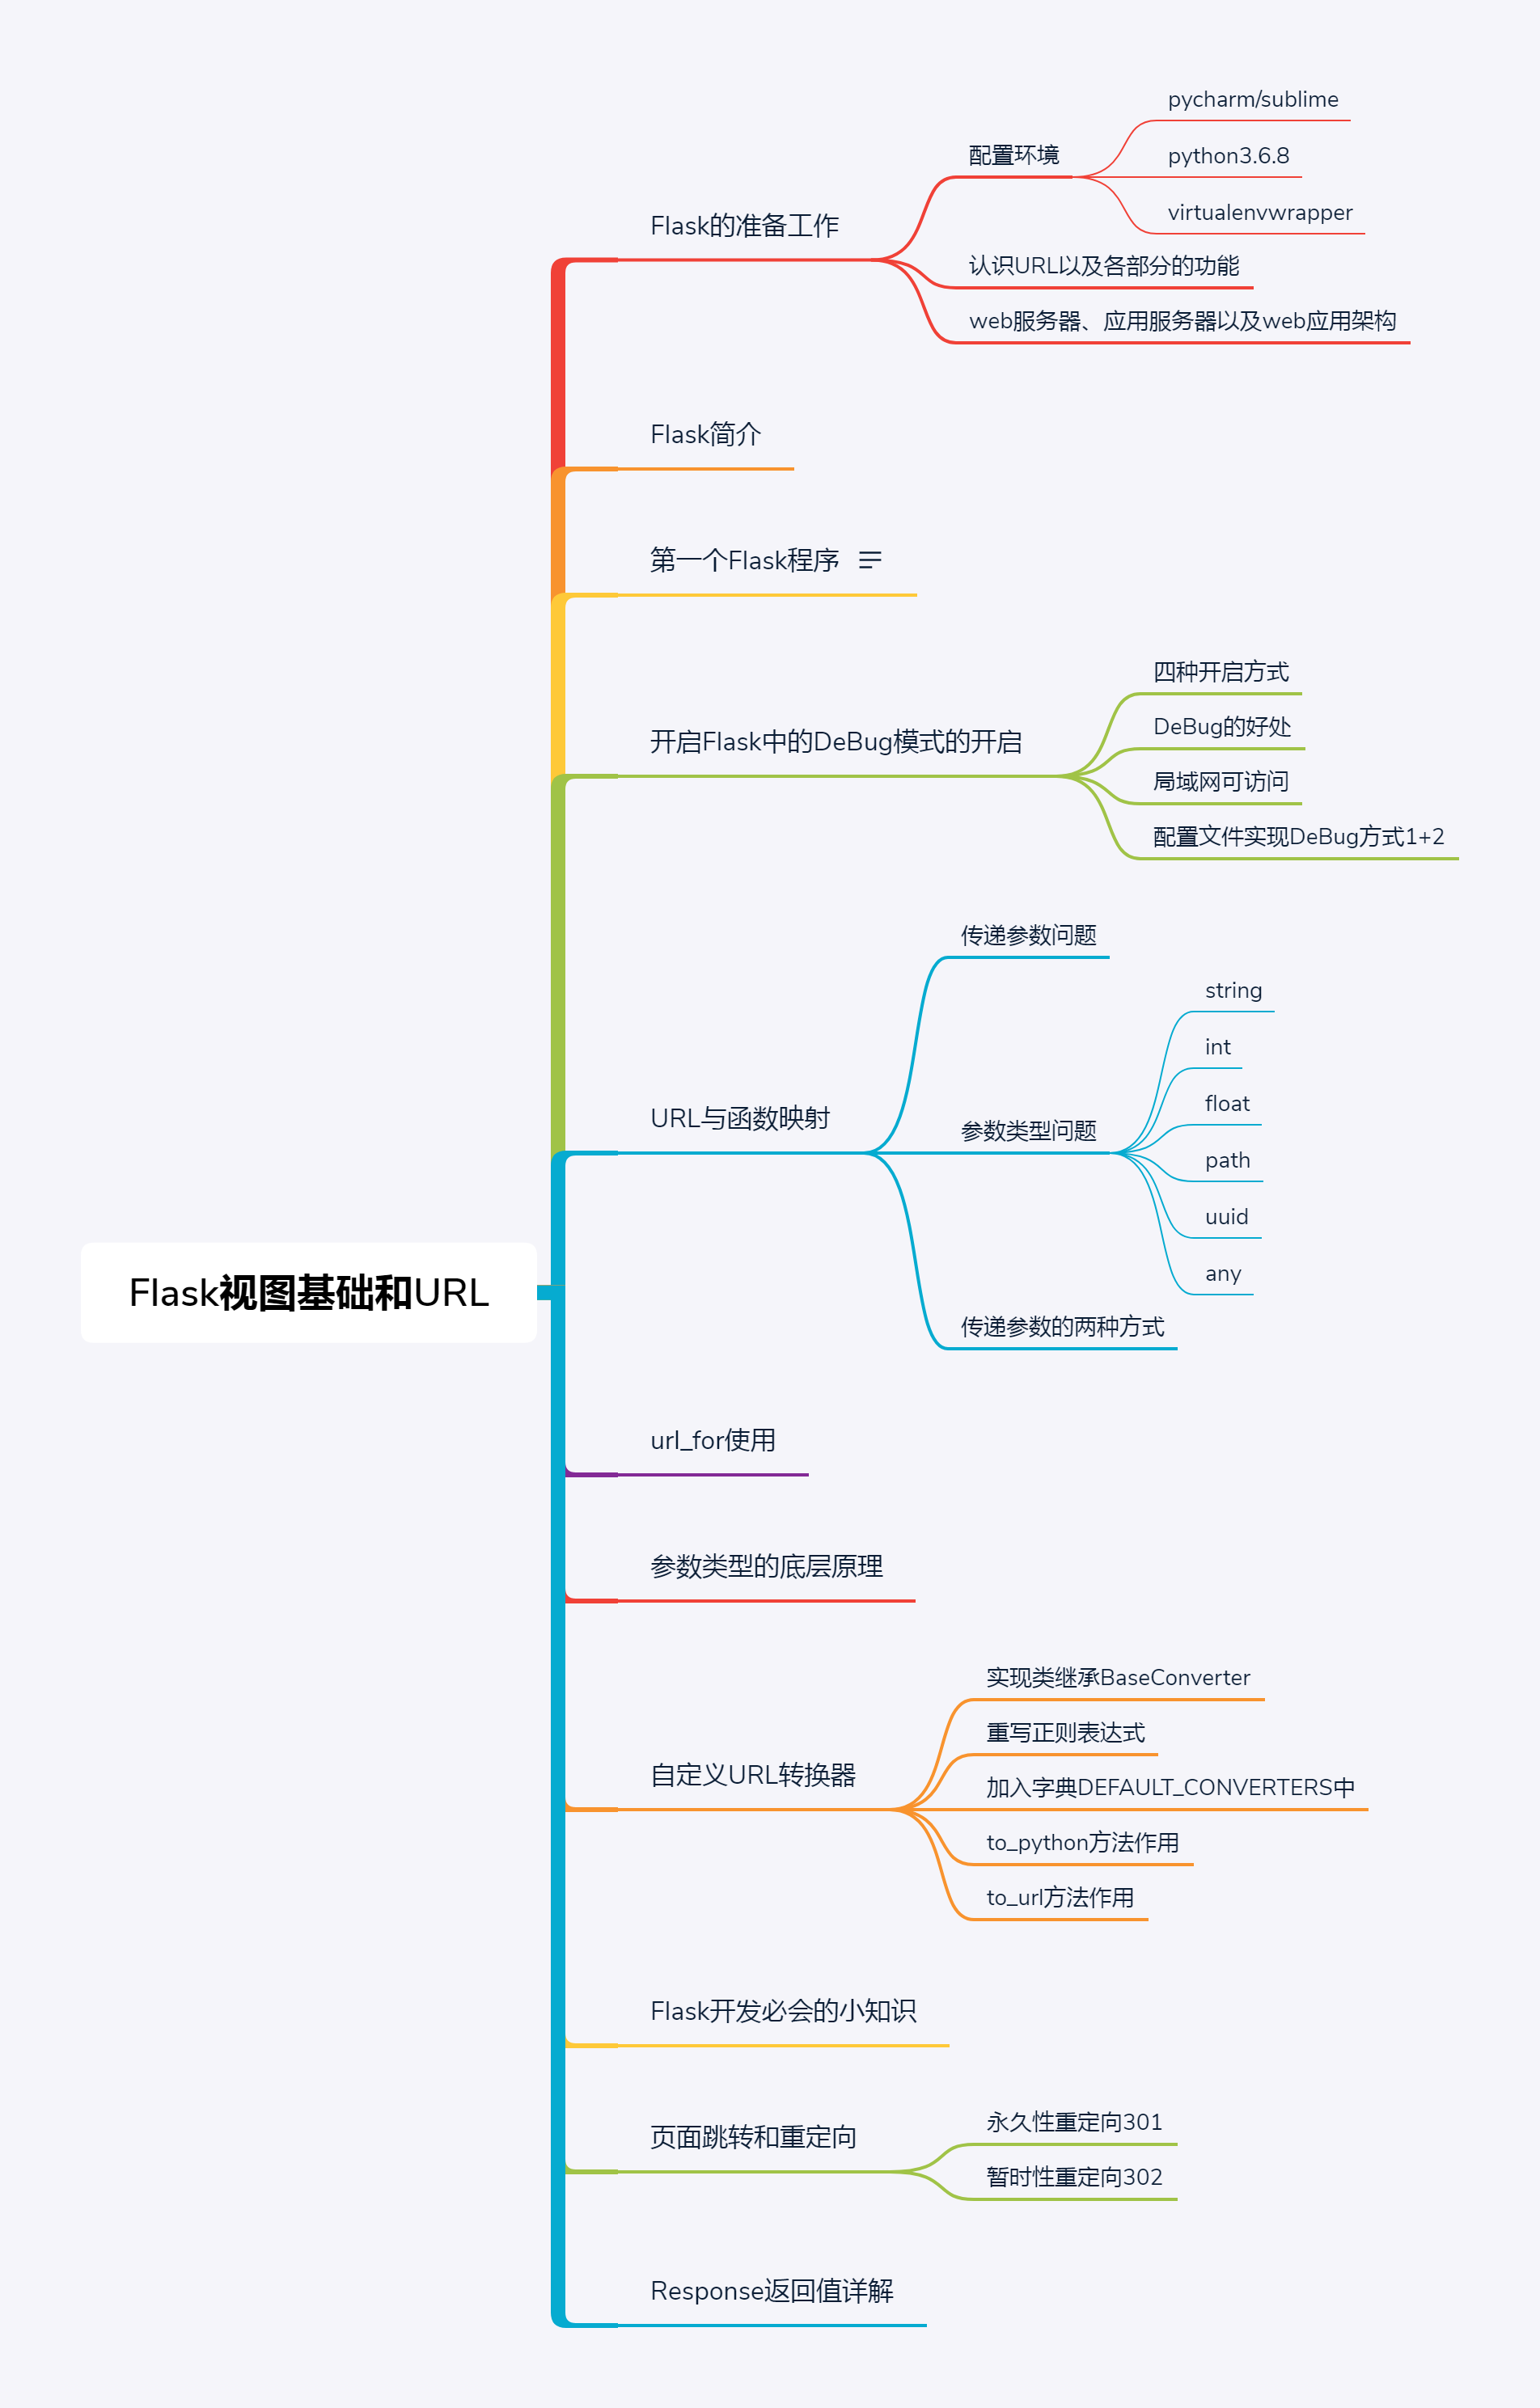 Flask视图基础和URL
Flask的准备工作
配置环境
pycharm/sublime
python3.6.8
virtualenvwrapper
认识URL以及各部分的功能
web服务器、应用服务器以及web应用架构
Flask简介
第一个Flask程序
开启Flask中的DeBug模式的开启
四种开启方式
DeBug的好处
局域网可访问
配置文件实现DeBug方式1+2
URL与函数映射
传递参数问题
参数类型问题
string
int
float
path
uuid
any
传递参数的两种方式
url_for使用
参数类型的底层原理
自定义URL转换器
实现类继承BaseConverter
重写正则表达式
加入字典DEFAULT_CONVERTERS中
to_python方法作用
to_url方法作用
Flask开发必会的小知识
页面跳转和重定向
永久性重定向301
暂时性重定向302
Response返回值详解